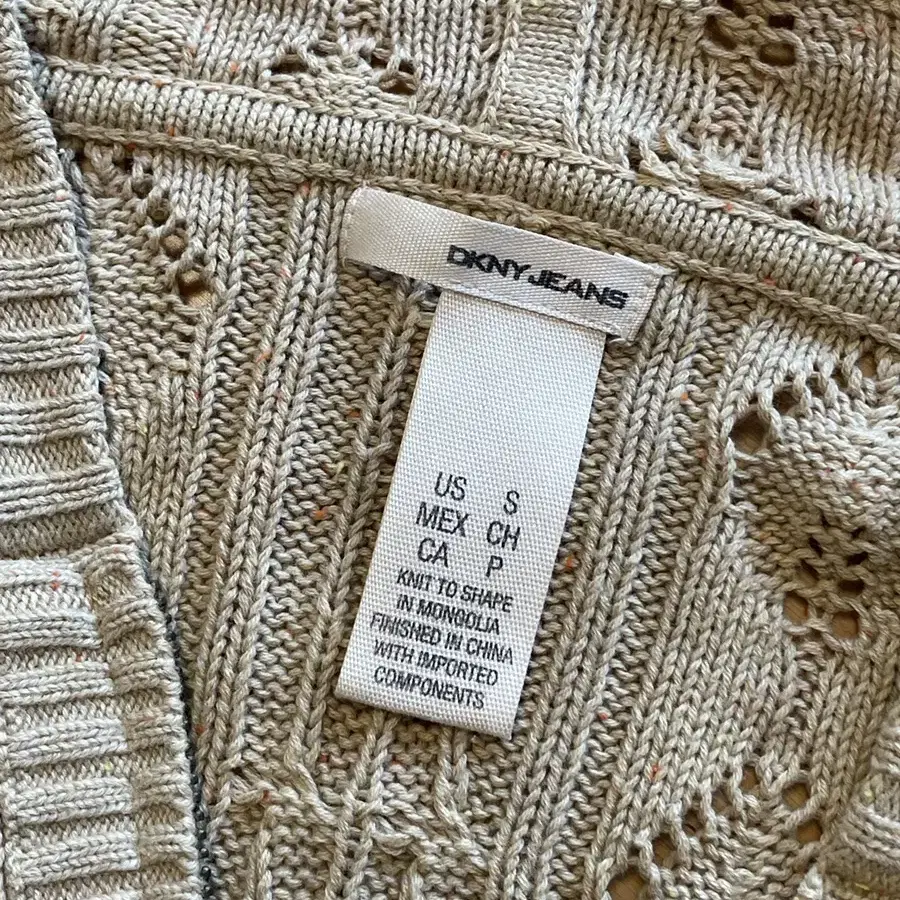 DKNY JEANS
US S
MEX CH
CA P
KNIT TO SHAPE
IN MONGOLIA
FINISHED IN CHINA
WITH IMPORTED
COMPONENTS